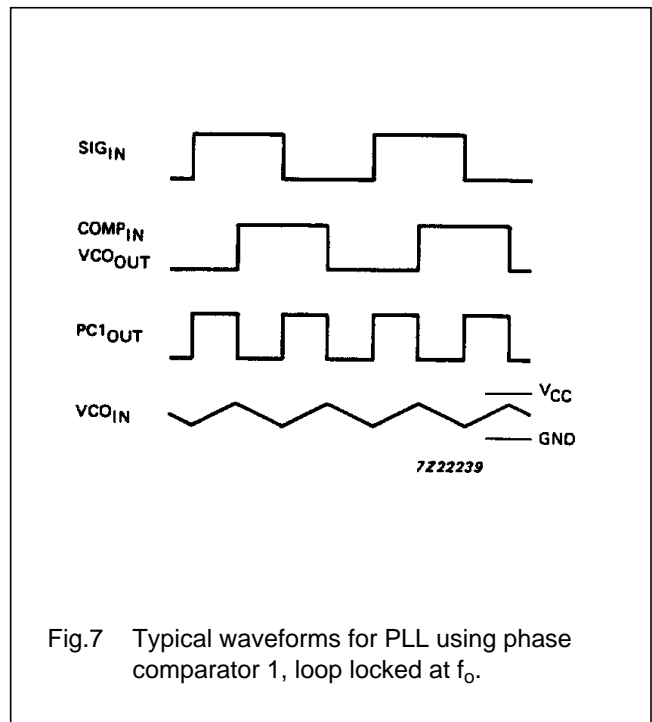 SIG_IN
COMP_IN
VCO_OUT
PC1_OUT
VCO_IN
V_CC
GND
7Z22239
Fig.7 Typical waveforms for PLL using phase
comparator 1, loop locked at f_o.